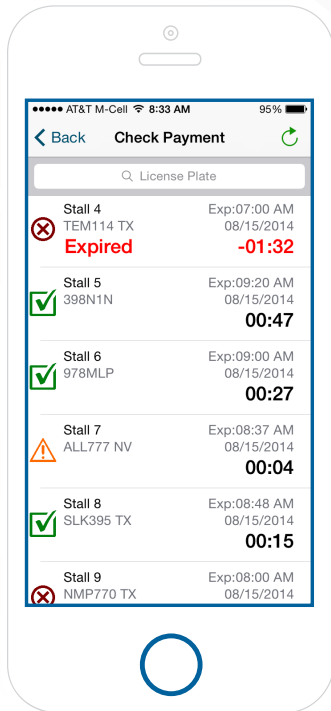 AT&T M-Cell 8:33 AM 95%
Back Check Payment
License Plate
Stall 4 Exp:07:00 AM
TEM114 TX 08/15/2014
Expired -01:32
Stall 5 Exp:09:20 AM
398N1N 08/15/2014
00:47
Stall 6 Exp:09:00 AM
978MLP 08/15/2014
00:27
Stall 7 Exp:08:37 AM
ALL777 NV 08/15/2014
00:04
Stall 8 Exp:08:48 AM
SLK395 TX 08/15/2014
00:15
Stall 9 Exp:08:00 AM
NMP770 TX 08/15/2014